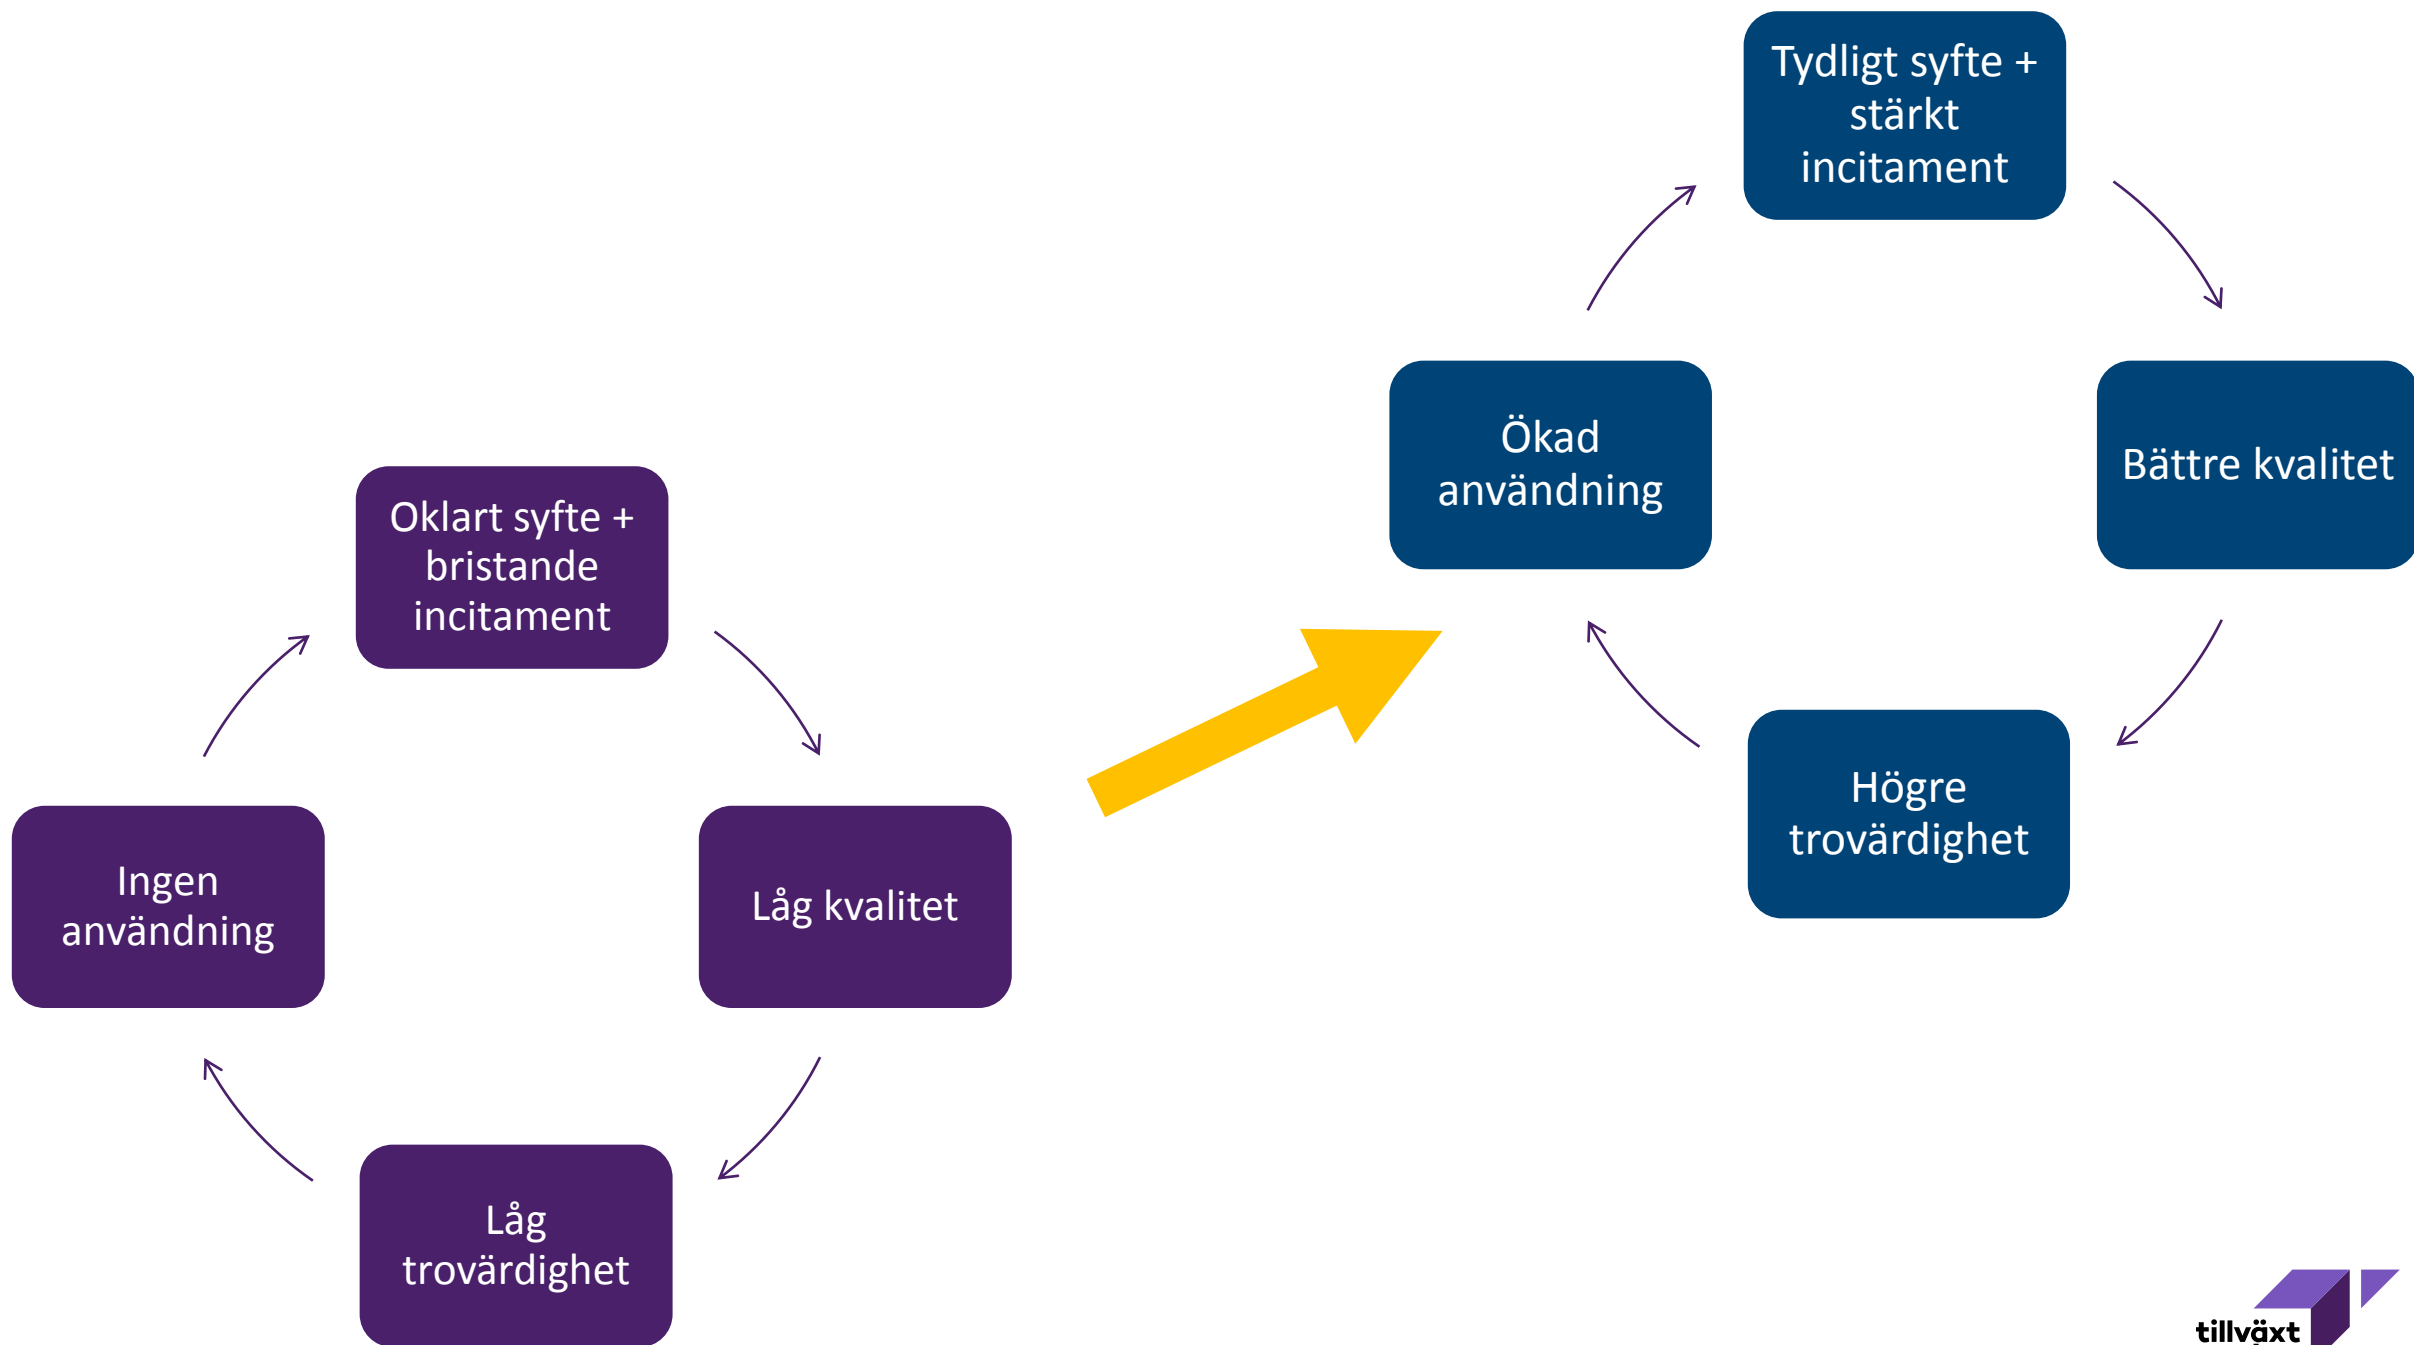 Tydligt syfte +
stärkt
incitament
Ökad
användning
Bättre kvalitet
Högre
trovärdighet
Oklart syfte +
bristande
incitament
Ingen
användning
Låg kvalitet
Låg
trovärdighet
tillväxt